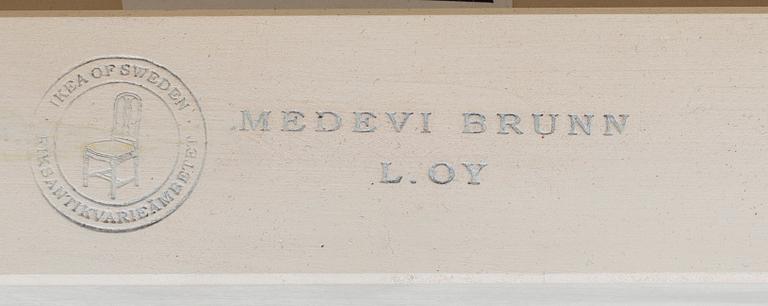 IKEA OF SWEDEN
RIKSANTIKVARIEÄMBETET
MEDEVI BRUNN
L.OY